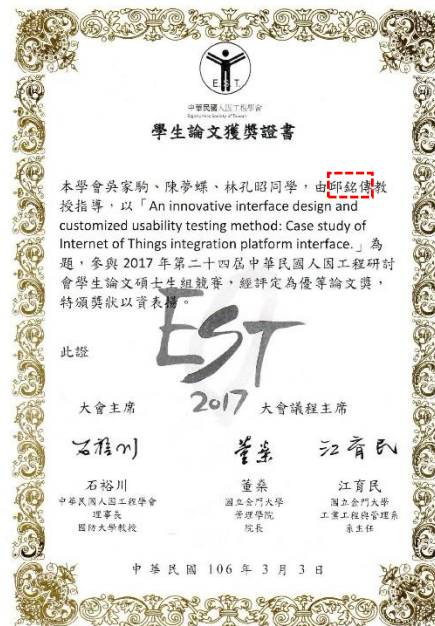 E.S.T.
中華民國人因工程學會
Ergonomics Society of Taiwan
學生論文獲獎證書
本學會吳家駒、陳夢蝶、林孔昭同學，由邱銘傳教
授指導，以「An innovative interface design and
customized usability testing method: Case study of
Internet of Things integration platform interface.」為
題，參與 2017 年第二十四屆中華民國人因工程研討
會學生論文碩士生組競賽，經評定為優等論文獎，
特頒獎狀以資表揚。
EST
2017
此證
大會主席 大會議程主席
石裕川 董燊 江育民
石裕川 董燊 江育民
中華民國人因工程學會 國立金門大學 國立金門大學
理事長 管理學院 工業工程與管理系
國防大學教授 院長 系主任
中華民國 106 年 3 月 3 日